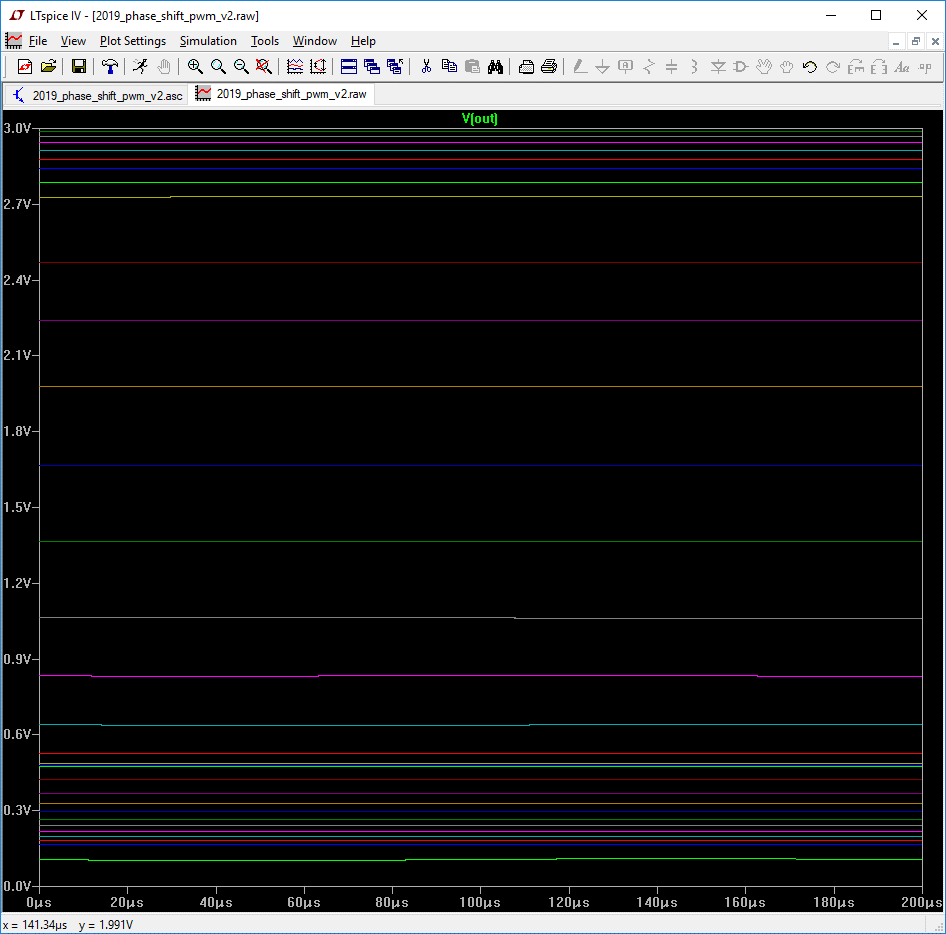 LTspice IV - [2019_phase_shift_pwm_v2.raw]
File View Plot Settings Simulation Tools Window Help
2019_phase_shift_pwm_v2.asc 2019_phase_shift_pwm_v2.raw
V(out)
3.0V
2.7V
2.4V
2.1V
1.8V
1.5V
1.2V
0.9V
0.6V
0.3V
0.0V
0µs 20µs 40µs 60µs 80µs 100µs 120µs 140µs 160µs 180µs 200µs
x = 141.34µs y = 1.991V